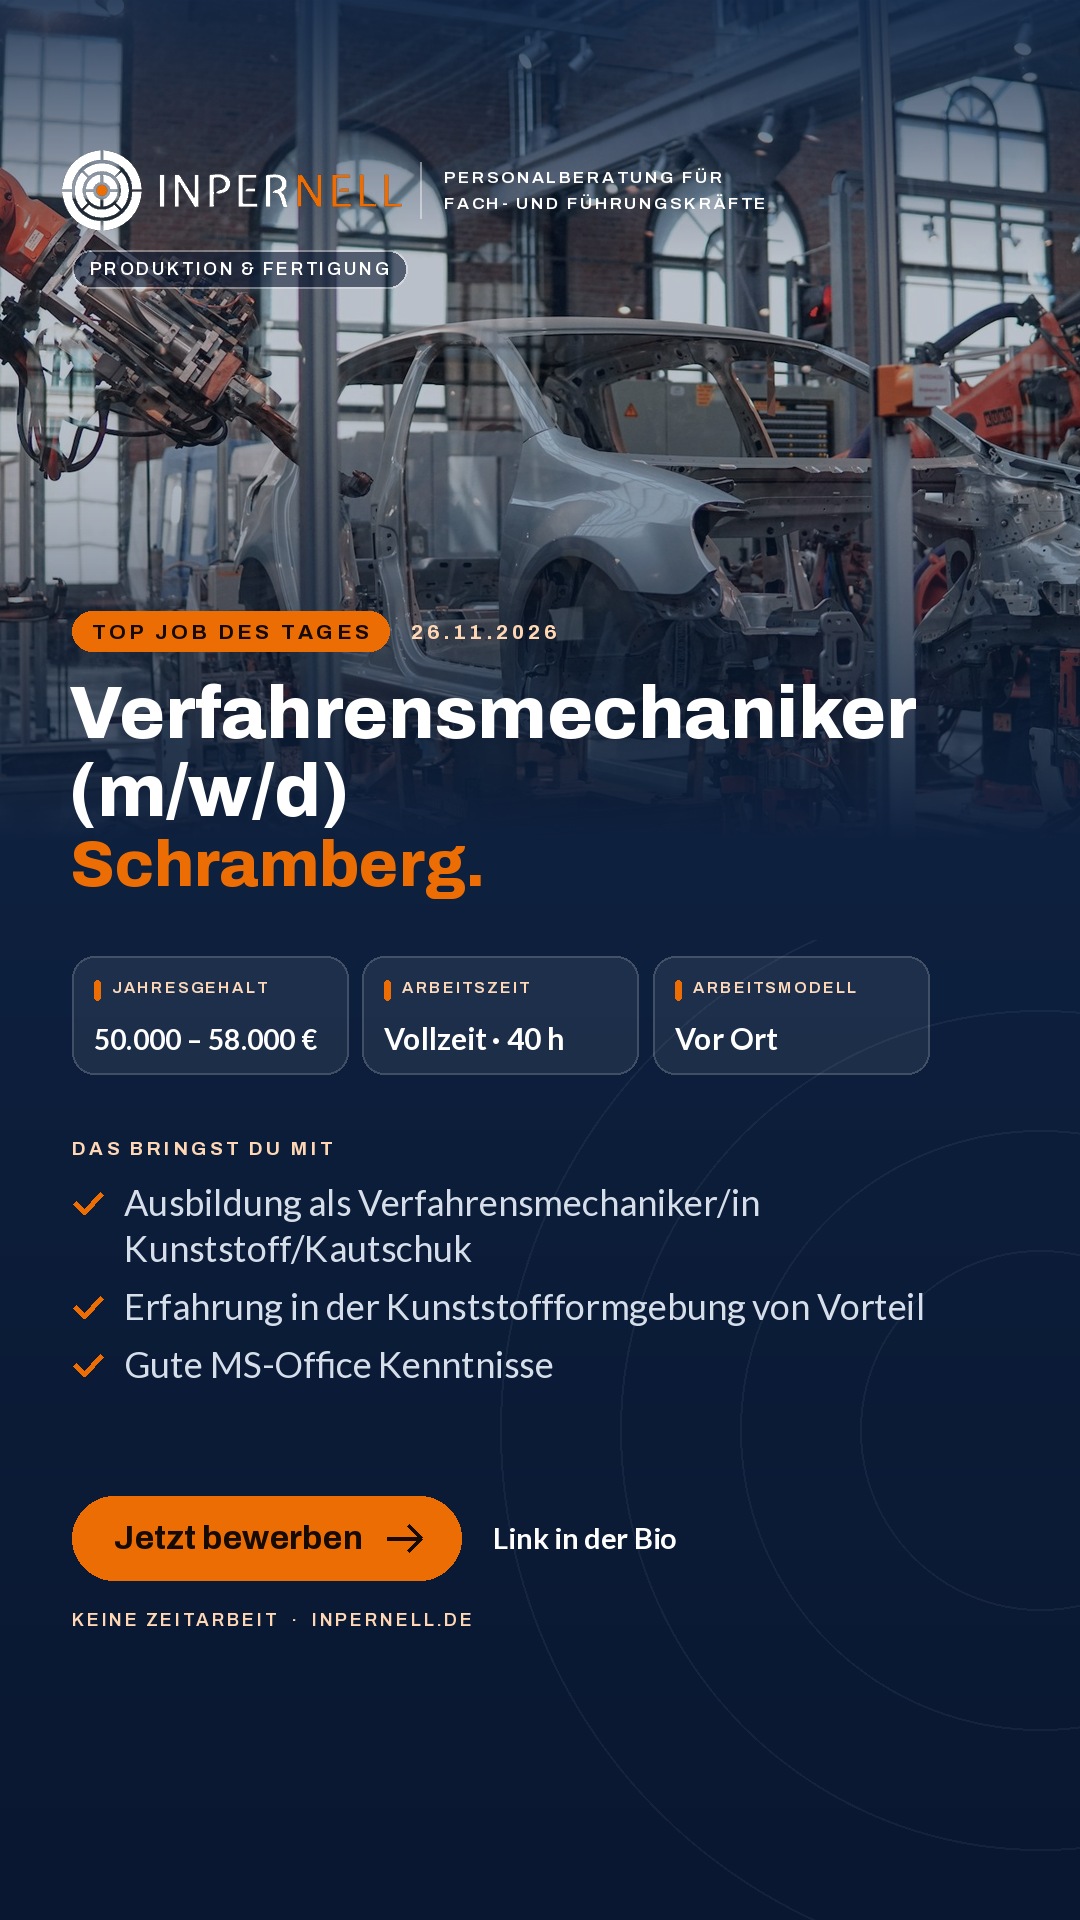 INPERNELL
PERSONALBERATUNG FÜR
FACH- UND FÜHRUNGSKRÄFTE
PRODUKTION & FERTIGUNG
TOP JOB DES TAGES
26.11.2026
Verfahrensmechaniker
(m/w/d)
Schramberg.
JAHRESGEHALT
50.000 – 58.000 €
ARBEITSZEIT
Vollzeit · 40 h
ARBEITSMODELL
Vor Ort
DAS BRINGST DU MIT
Ausbildung als Verfahrensmechaniker/in
Kunststoff/Kautschuk
Erfahrung in der Kunststoffformgebung von Vorteil
Gute MS-Office Kenntnisse
Jetzt bewerben →
Link in der Bio
KEINE ZEITARBEIT · INPERNELL.DE